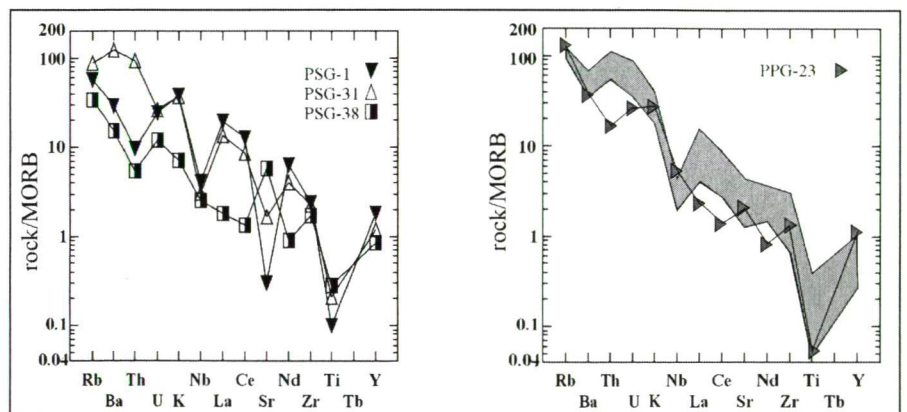 200
100
10
1
0.1
0.04
rock/MORB
PSG-1
PSG-31
PSG-38
Rb Th Nb Ce Nd Ti Y
Ba U K La Sr Zr Tb
200
100
10
1
0.1
0.04
rock/MORB
PPG-23
Rb Th Nb Ce Nd Ti Y
Ba U K La Sr Zr Tb